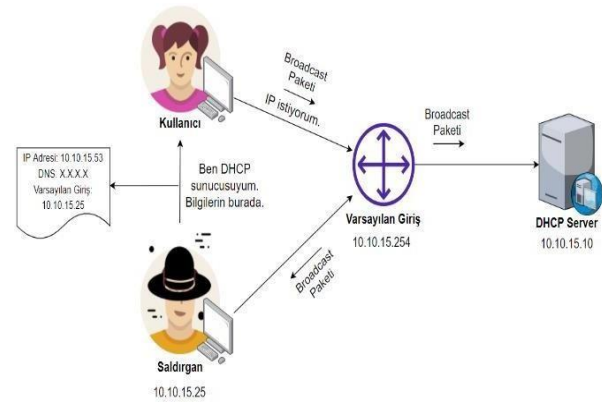 Broadcast
Paketi
IP istiyorum.
Kullanıcı
Broadcast
Paketi
IP Adresi: 10.10.15.53
DNS: X.X.X.X
Varsayılan Giriş:
10.10.15.25
Ben DHCP
sunucusuyum.
Bilgilerin burada.
Varsayılan Giriş
10.10.15.254
DHCP Server
10.10.15.10
Broadcast
Paketi
Saldırgan
10.10.15.25